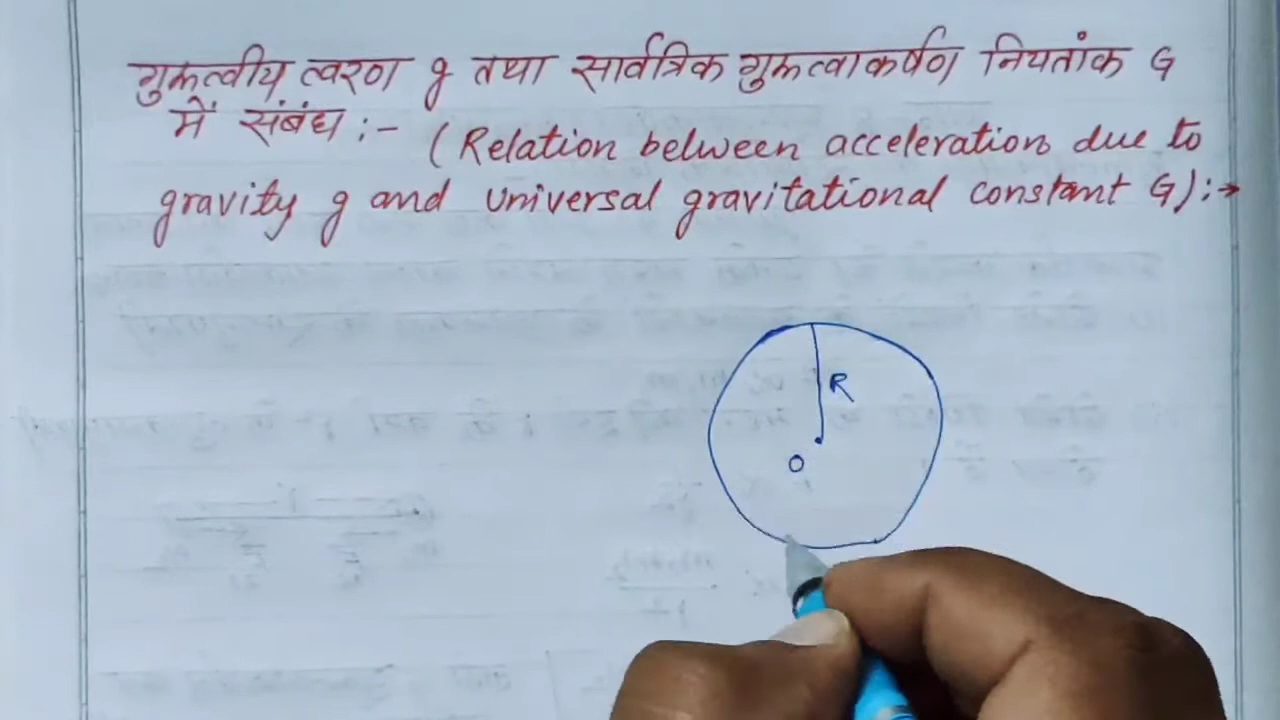 गुरुत्वीय त्वरण g तथा सार्वत्रिक गुरुत्वाकर्षण नियतांक G
में संबंध :- (Relation between acceleration due to
gravity g and universal gravitational constant G):→
R
O